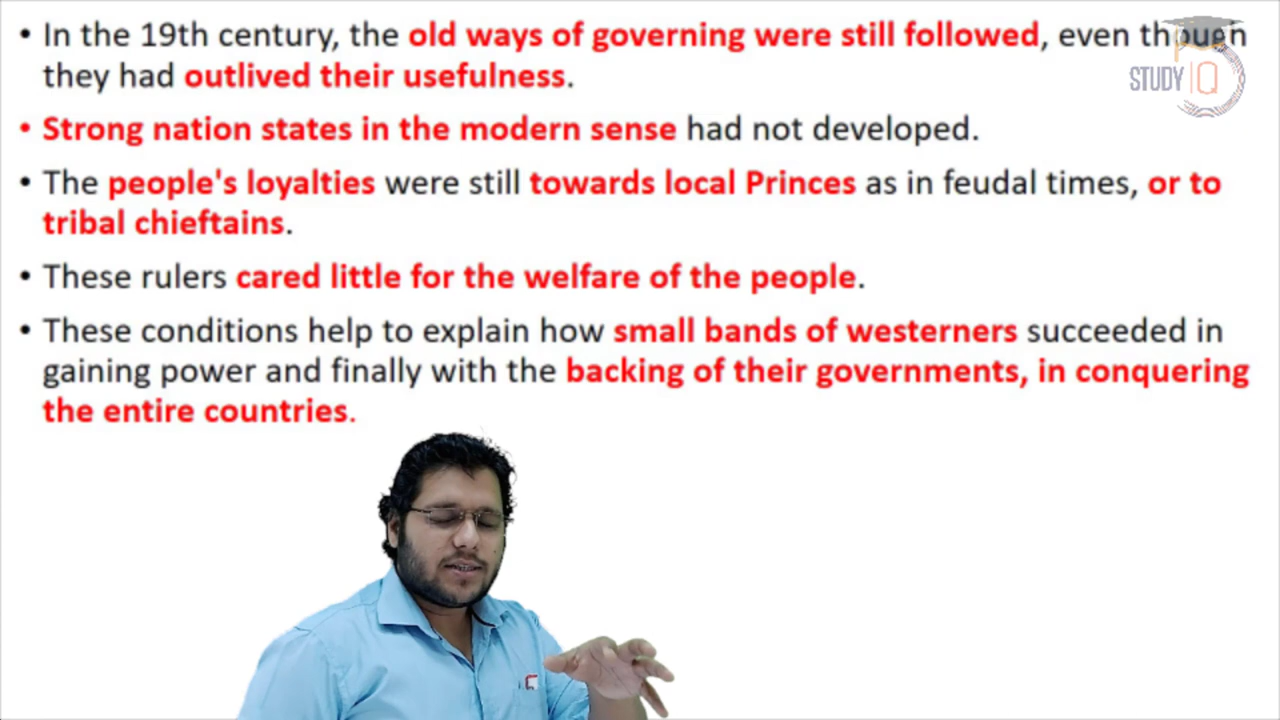 • In the 19th century, the old ways of governing were still followed, even though
they had outlived their usefulness.
• Strong nation states in the modern sense had not developed.
• The people's loyalties were still towards local Princes as in feudal times, or to
tribal chieftains.
• These rulers cared little for the welfare of the people.
• These conditions help to explain how small bands of westerners succeeded in
gaining power and finally with the backing of their governments, in conquering
the entire countries.
STUDY IQ